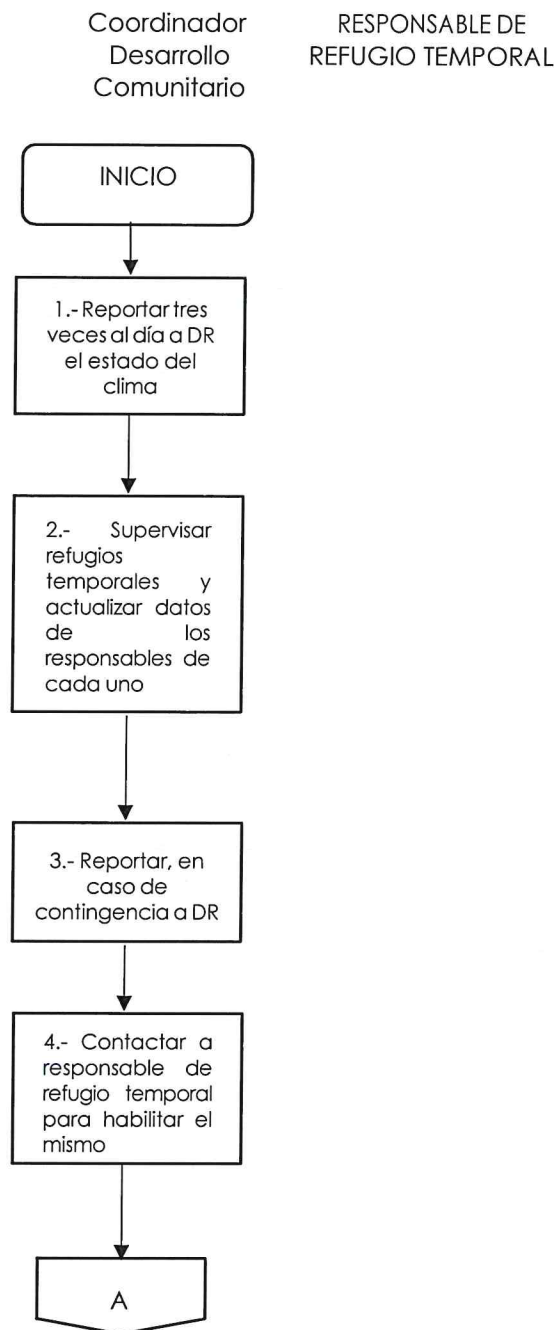 Coordinador
Desarrollo
Comunitario
RESPONSABLE DE
REFUGIO TEMPORAL
INICIO
1.- Reportar tres
veces al día a DR
el estado del
clima
2.- Supervisar
refugios
temporales y
actualizar datos
de los
responsables de
cada uno
3.- Reportar, en
caso de
contingencia a DR
4.- Contactar a
responsable de
refugio temporal
para habilitar el
mismo
A